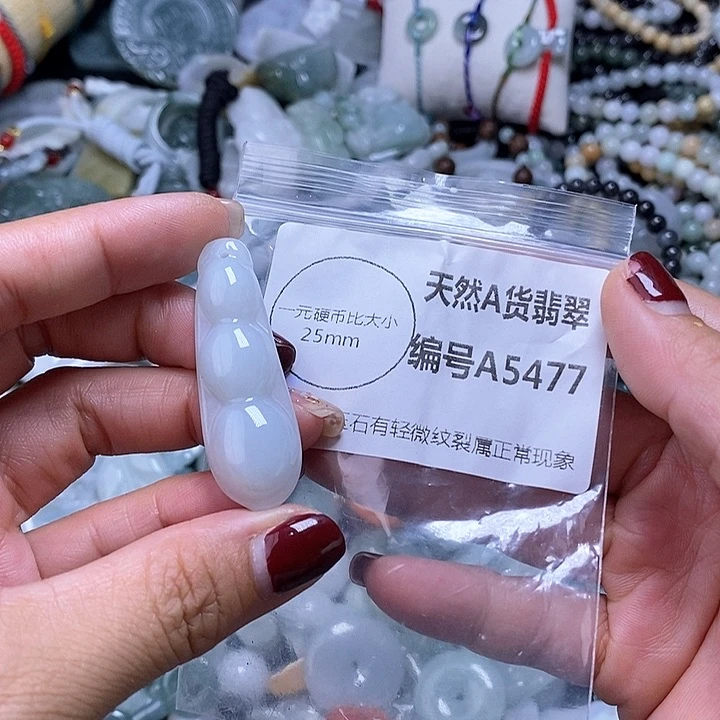 天然A货翡翠
一元硬币比大小
25mm
编号A5477
石有轻微纹裂属正常现象